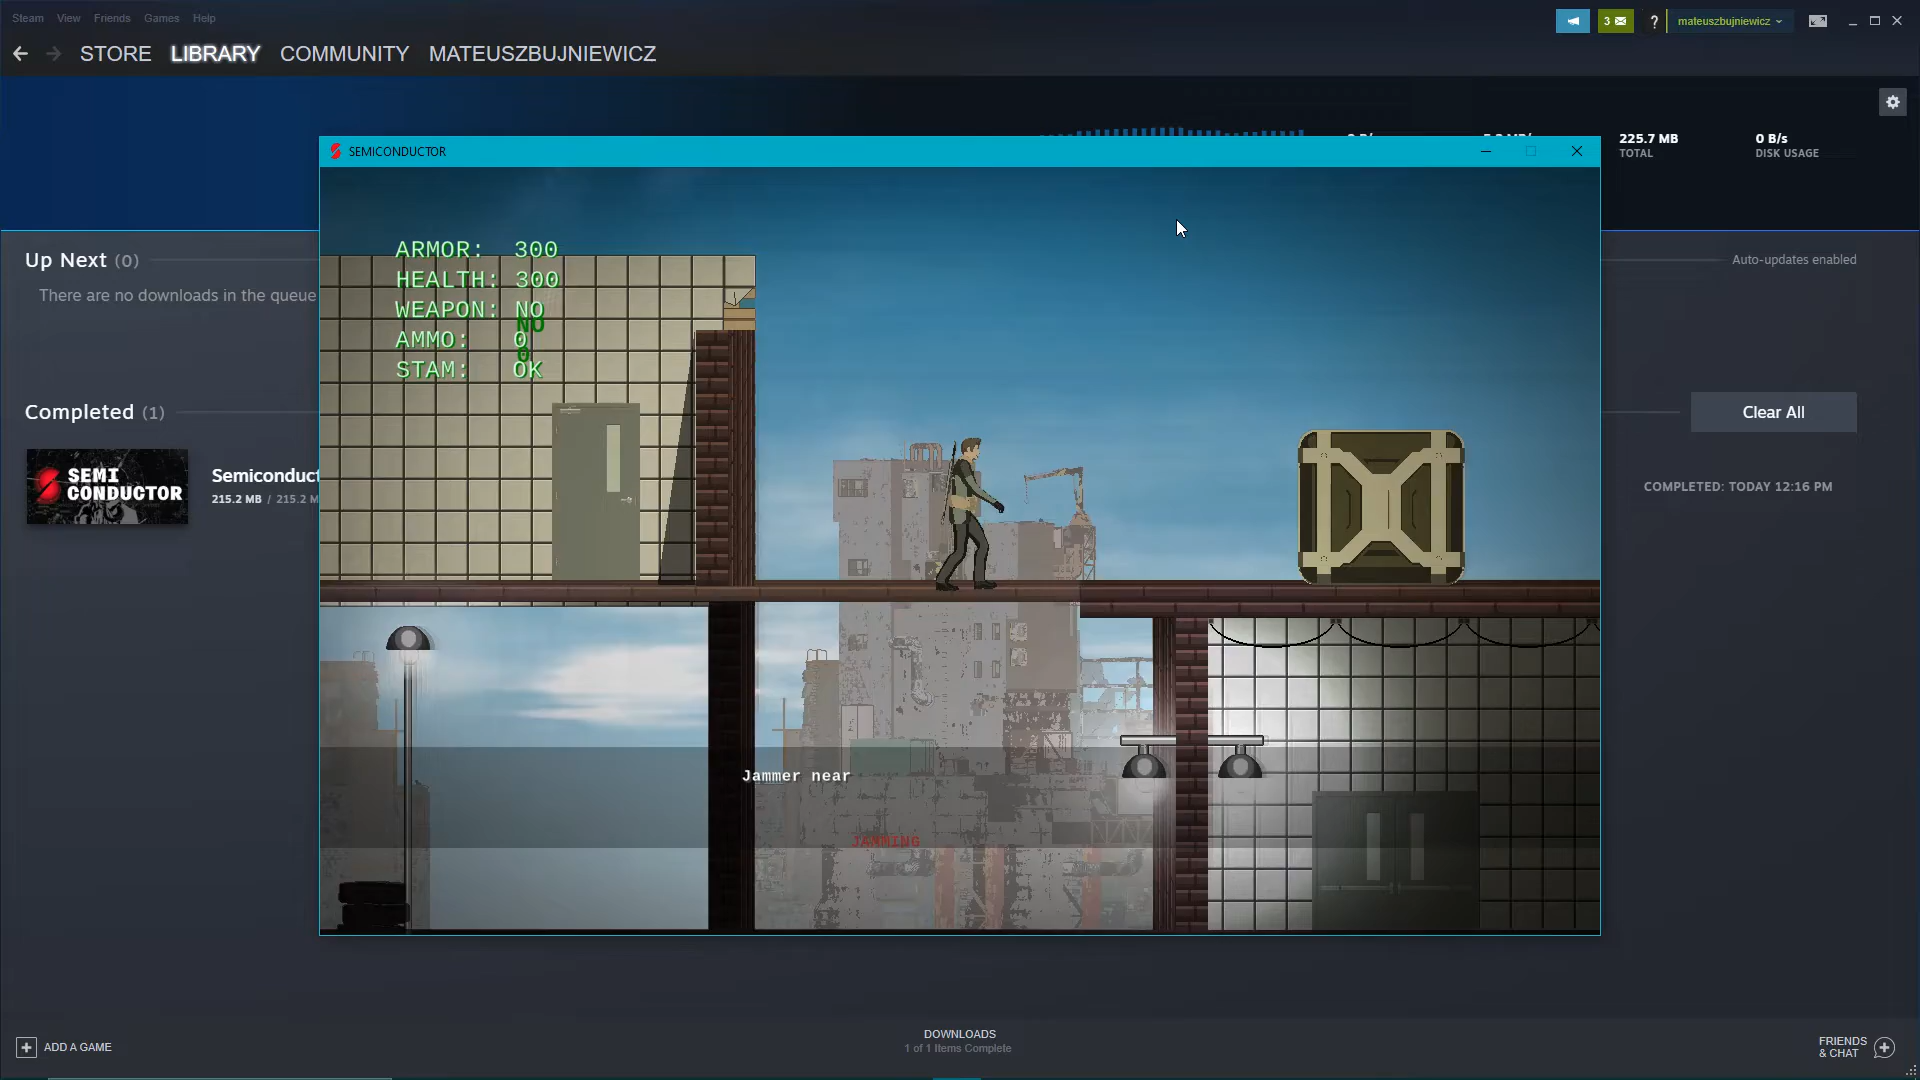 Steam View Friends Games Help
3
?
mateuszbujniewicz
STORE LIBRARY COMMUNITY MATEUSZBUJNIEWICZ
225.7 MB
TOTAL
0 B/s
DISK USAGE
SEMICONDUCTOR
ARMOR: 300
HEALTH: 300
WEAPON: NO
NO
AMMO: 0
0
STAM: OK
Up Next (0)
Auto-updates enabled
There are no downloads in the queue
Completed (1)
Clear All
SEMI
CONDUCTOR
Semiconduct
215.2 MB / 215.2 M
COMPLETED: TODAY 12:16 PM
Jammer near
JAMMING
ADD A GAME
DOWNLOADS
1 of 1 Items Complete
FRIENDS
& CHAT